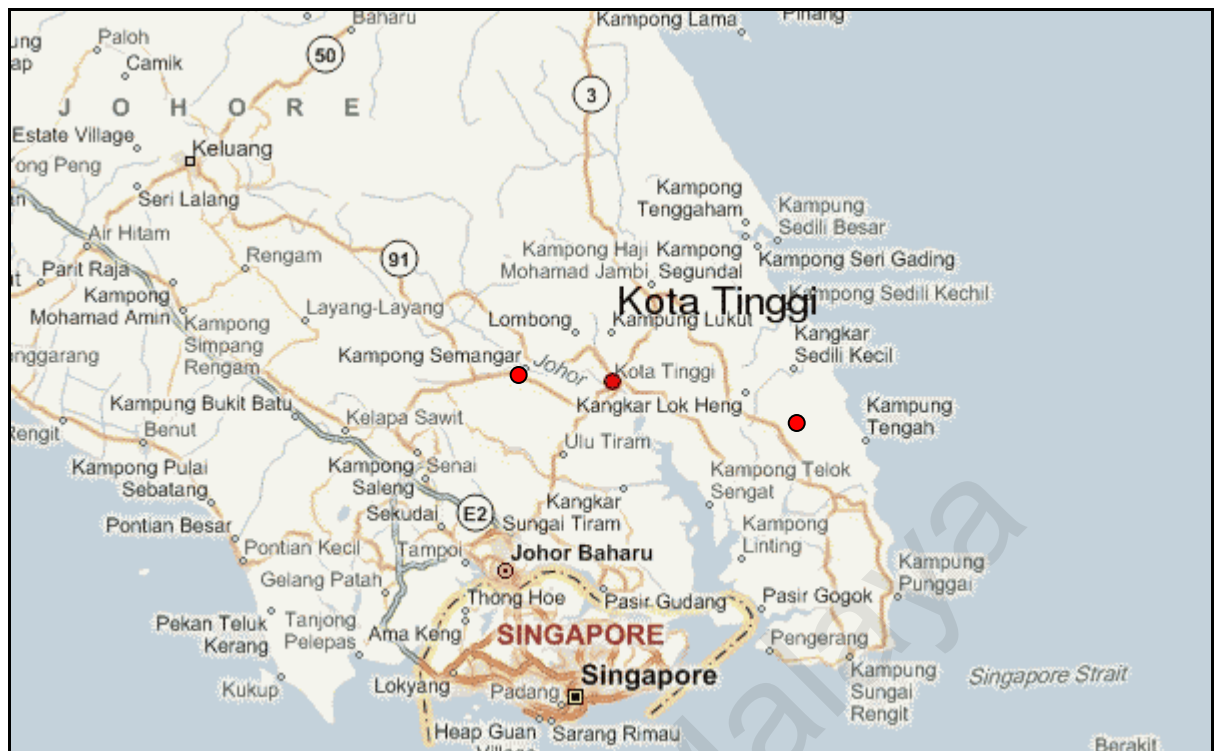 Kampong Lama
Pinang
Baharu
Paloh
Camik
50
3
J O H O R E
Estate Village
Keluang
Yong Peng
Seri Lalang
Kampong
Tenggaham
Kampung
Sedili Besar
Air Hitam
Rengam
91
Kampong Haji
Mohamad Jambi
Kampong
Segundal
Kampung Seri Gading
Parit Raja
Kampong
Mohamad Amin
Layang-Layang
Kota Tinggi
Kampong Sedili Kechil
Kampong
Simpang
Rengam
Lombong
Kampung Lukut
Kangkar
Sedili Kecil
Kampong Semangar
Johor
Kota Tinggi
Kampung Bukit Batu
Kelapa Sawit
Kangkar Lok Heng
Kampung
Tengah
Rengit
Benut
Ulu Tiram
Kampung Pulai
Sebatang
Kampong
Saleng
Senai
Kampong Telok
Sengat
Kangkar
Pontian Besar
Sekudai
E2
Sungai Tiram
Kampong
Linting
Pontian Kecil
Tampoi
Johor Baharu
Kampung
Punggai
Gelang Patah
Thong Hoe
Pasir Gudang
Pasir Gogok
Pekan Teluk
Kerang
Tanjong
Pelepas
Ama Keng
SINGAPORE
Pengerang
Kukup
Lokyang
Padang
Singapore
Kampung
Sungai
Rengit
Singapore Strait
Heap Guan
Village
Sarang Rimau
Berakit
Malaya